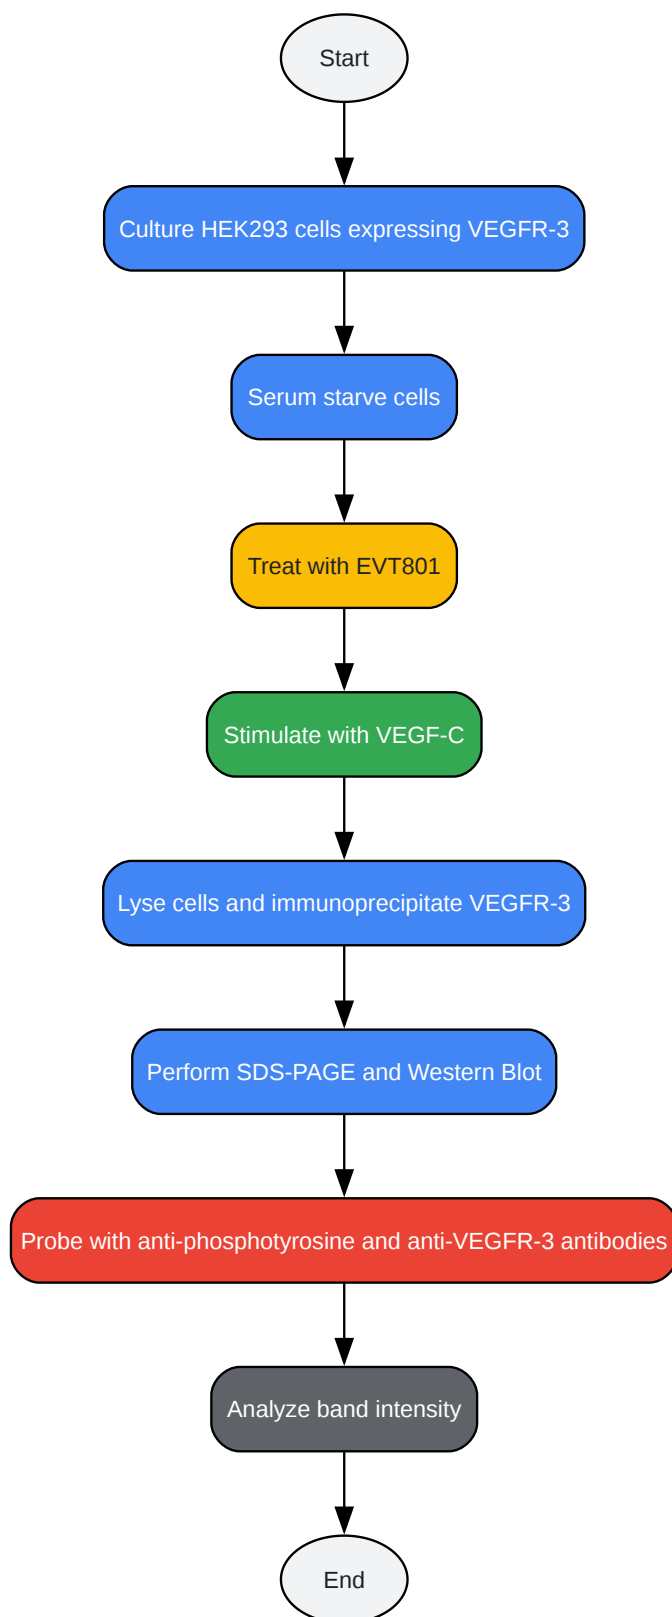 Start
Culture HEK293 cells expressing VEGFR-3
Serum starve cells
Treat with EVT801
Stimulate with VEGF-C
Lyse cells and immunoprecipitate VEGFR-3
Perform SDS-PAGE and Western Blot
Probe with anti-phosphotyrosine and anti-VEGFR-3 antibodies
Analyze band intensity
End